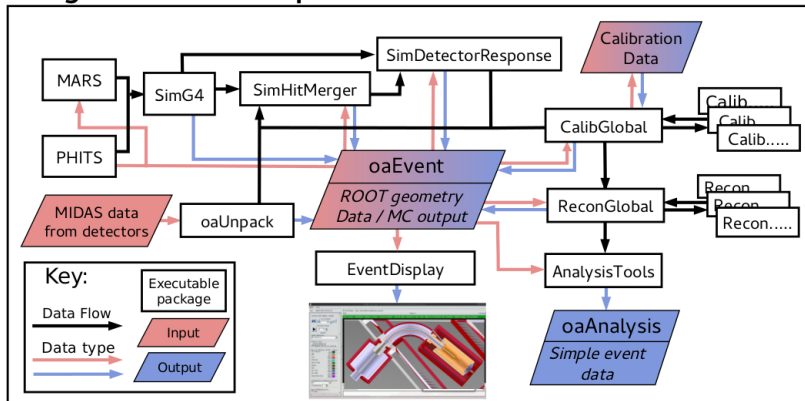 MARS
PHITS
SimG4
SimHitMerger
SimDetectorResponse
Calibration
Data
CalibGlobal
Calib.....
Calib.
Calib.....
oaEvent
ROOT geometry
Data / MC output
MIDAS data
from detectors
oaUnpack
ReconGlobal
Recon
Recon
Recon.....
EventDisplay
AnalysisTools
oaAnalysis
Simple event
data
Key:
Executable
package
Data Flow
Input
Data type
Output